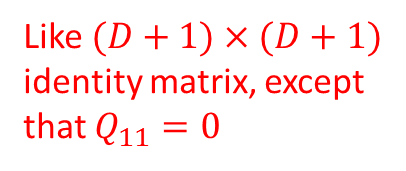 Like (D + 1) × (D + 1)
identity matrix, except
that Q₁₁ = 0